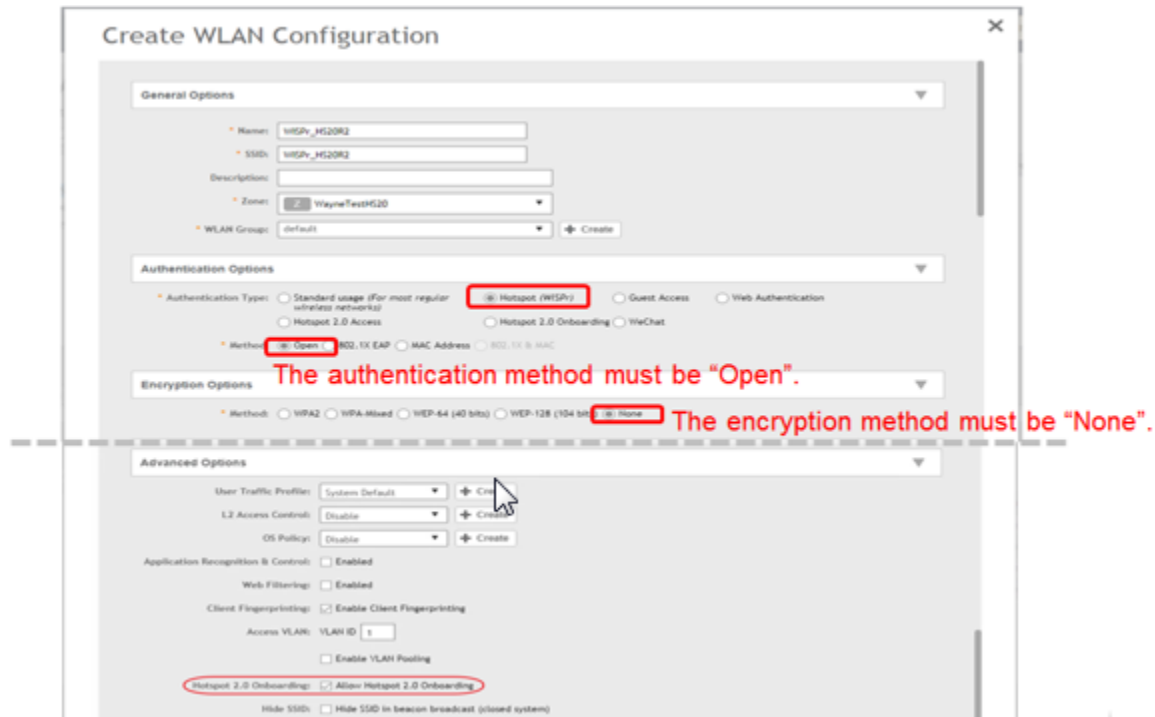 Create WLAN Configuration ×
General Options
* Name: WISPr_HS20R2
* SSID: WISPr_HS20R2
Description:
* Zone: Z WayneTestHS20
* WLAN Group: default + Create
Authentication Options
* Authentication Type: Standard usage (For most regular wireless networks) Hotspot (WISPr) Guest Access Web Authentication
Hotspot 2.0 Access Hotspot 2.0 Onboarding WeChat
* Method: Open 802.1X EAP MAC Address 802.1X & MAC
The authentication method must be “Open”.
Encryption Options
* Method: WPA2 WPA-Mixed WEP-64 (40 bits) WEP-128 (104 bits) None
The encryption method must be “None”.
Advanced Options
User Traffic Profile: System Default + Create
L2 Access Control: Disable + Create
OS Policy: Disable + Create
Application Recognition & Control: Enabled
Web Filtering: Enabled
Client Fingerprinting: Enable Client Fingerprinting
Access VLAN: VLAN ID 1
Enable VLAN Pooling
Hotspot 2.0 Onboarding: Allow Hotspot 2.0 Onboarding
Hide SSID: Hide SSID in beacon broadcast (closed system)